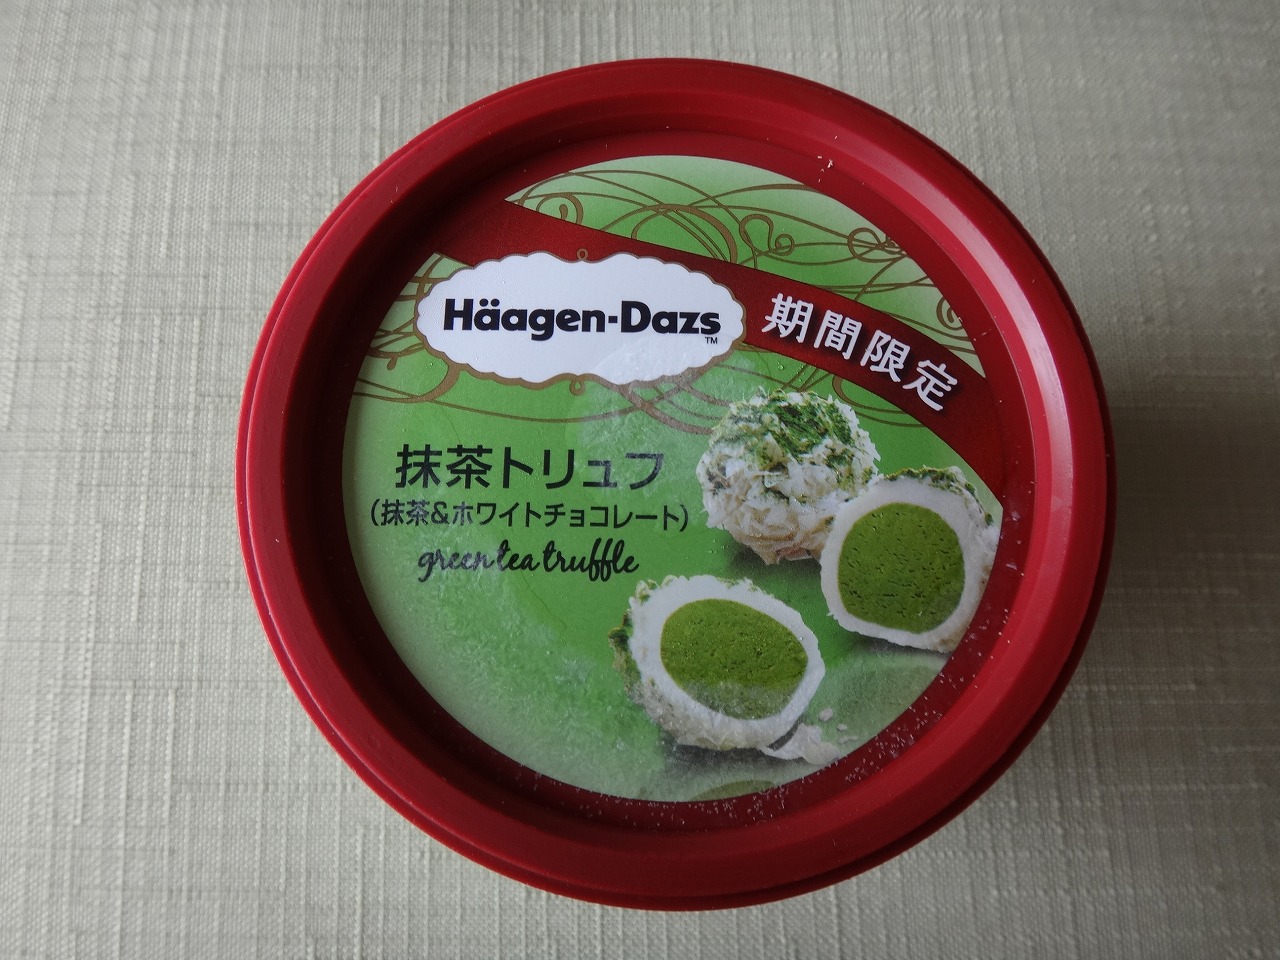 Häagen-Dazs™
期間限定
抹茶トリュフ
(抹茶&ホワイトチョコレート)
green tea truffle